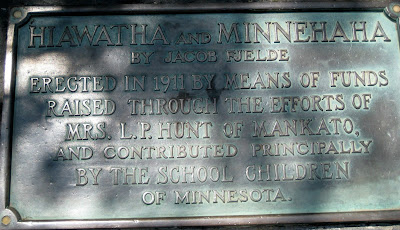 HIAWATHA AND MINNEHAHA
BY JACOB FJELDE
ERECTED IN 1911 BY MEANS OF FUNDS
RAISED THROUGH THE EFFORTS OF
MRS. L.P. HUNT OF MANKATO,
AND CONTRIBUTED PRINCIPALLY
BY THE SCHOOL CHILDREN
OF MINNESOTA.